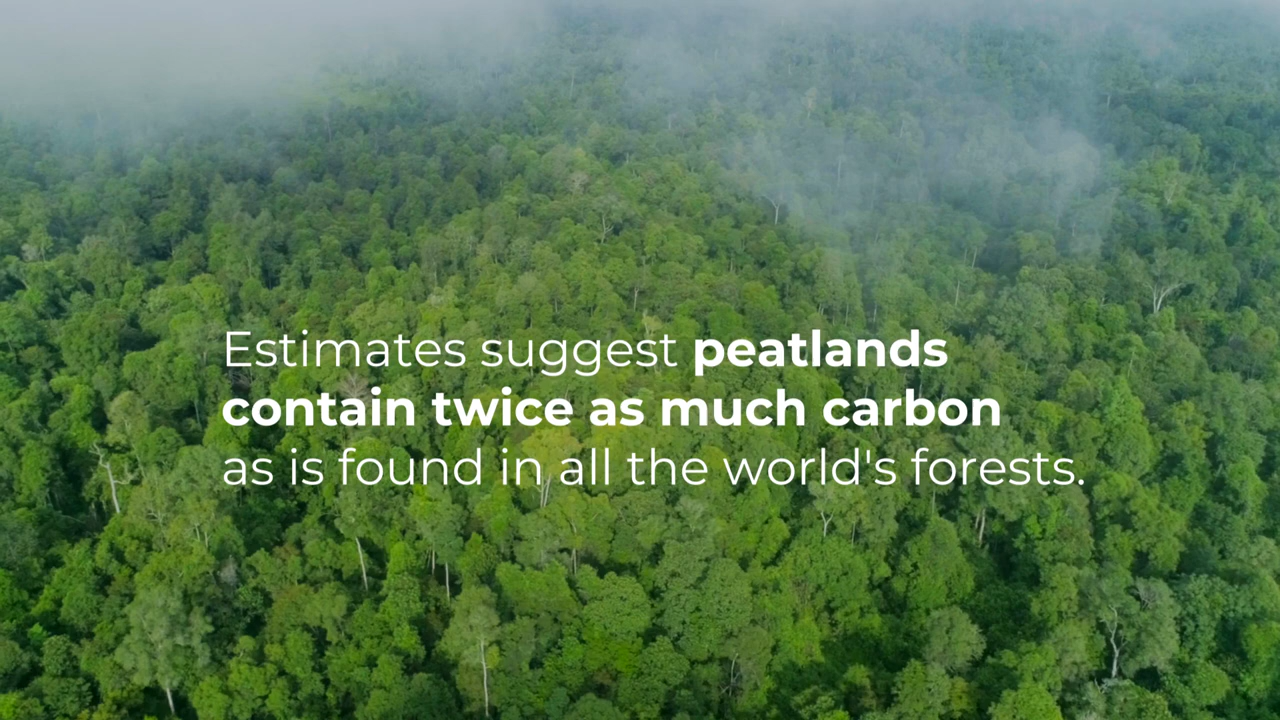 Estimates suggest peatlands
contain twice as much carbon
as is found in all the world's forests.